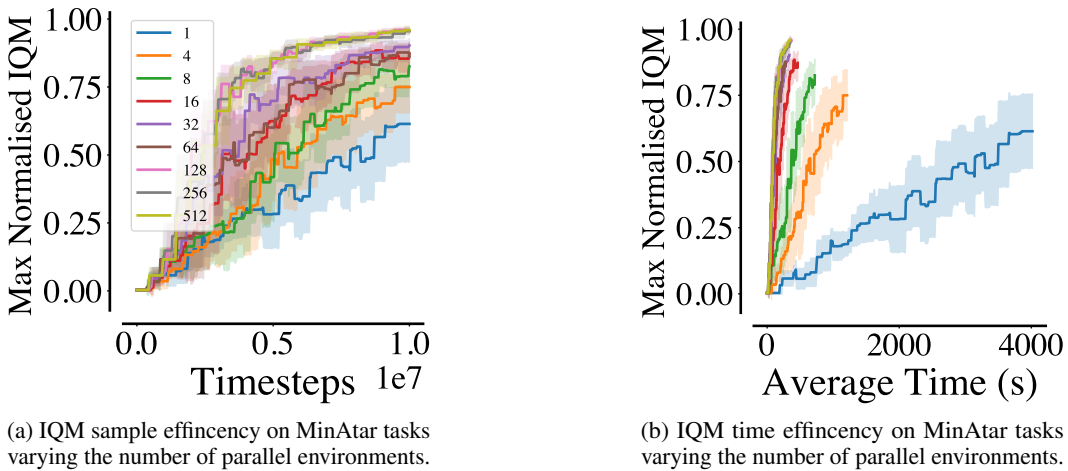 Max Normalised IQM
1.00
0.75
0.50
0.25
0.00
1
4
8
16
32
64
128
256
512
0.0 0.5 1.0
1e7
Timesteps
(a) IQM sample effincency on MinAtar tasks
varying the number of parallel environments.
Max Normalised IQM
1.00
0.75
0.50
0.25
0.00
0 2000 4000
Average Time (s)
(b) IQM time effincency on MinAtar tasks
varying the number of parallel environments.